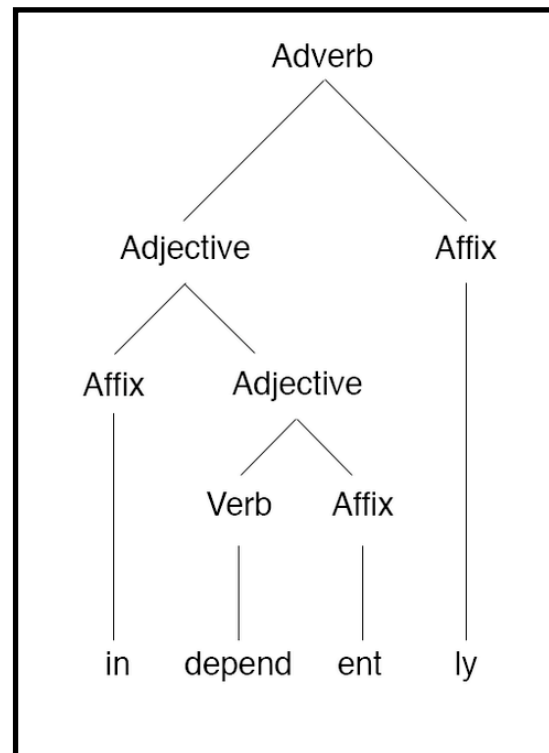 Adverb
Adjective Affix
Affix Adjective
Verb Affix
in depend ent ly